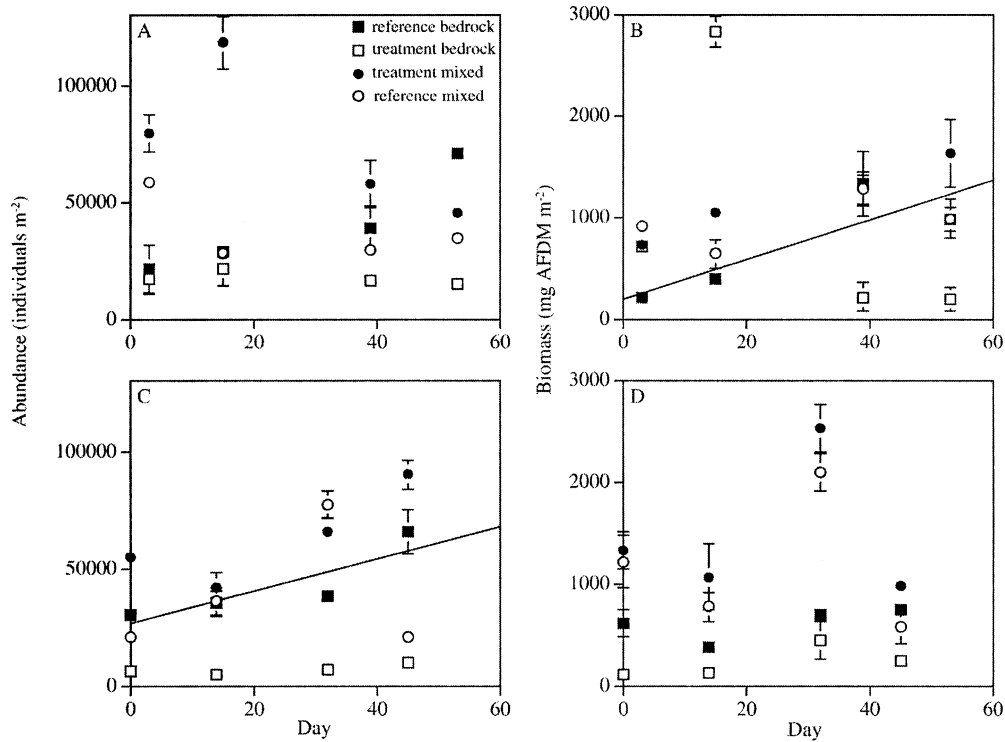 A
reference bedrock
treatment bedrock
treatment mixed
reference mixed
100000
50000
0
0 20 40 60
B
3000
2000
1000
0
0 20 40 60
Abundance (individuals m-2)
Biomass (mg AFDM m-2)
C
100000
50000
0
0 20 40 60
Day
D
3000
2000
1000
0
0 20 40 60
Day